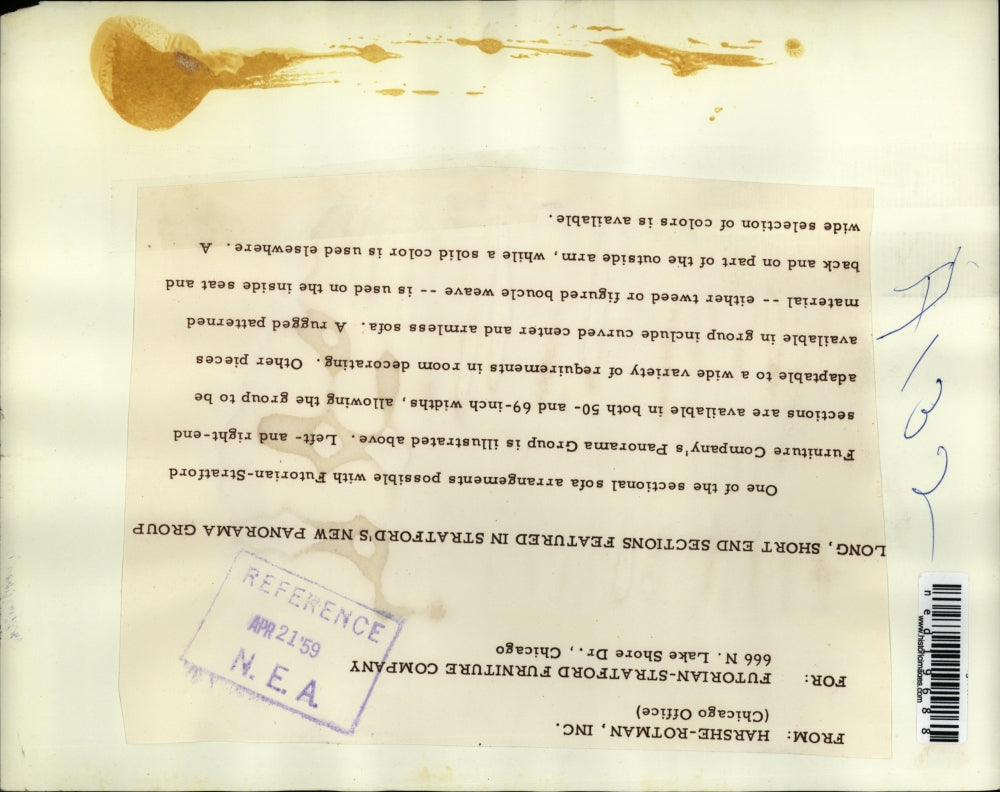 FROM: HARSHE-ROTMAN, INC.
(Chicago Office)
FOR: FUTORIAN-STRATFORD FURNITURE COMPANY
666 N. Lake Shore Dr., Chicago
REFERENCE
APR 21 '59
N. E. A.
LONG, SHORT END SECTIONS FEATURED IN STRATFORD'S NEW PANORAMA GROUP
One of the sectional sofa arrangements possible with Futorian-Stratford
Furniture Company's Panorama Group is illustrated above. Left- and right-end
sections are available in both 50- and 69-inch widths, allowing the group to be
adaptable to a wide variety of requirements in room decorating. Other pieces
available in group include curved center and armless sofa. A rugged patterned
material -- either tweed or figured boucle weave -- is used on the inside seat and
back and on part of the outside arm, while a solid color is used elsewhere. A
wide selection of colors is available.
www.historicimages.com
ned19688